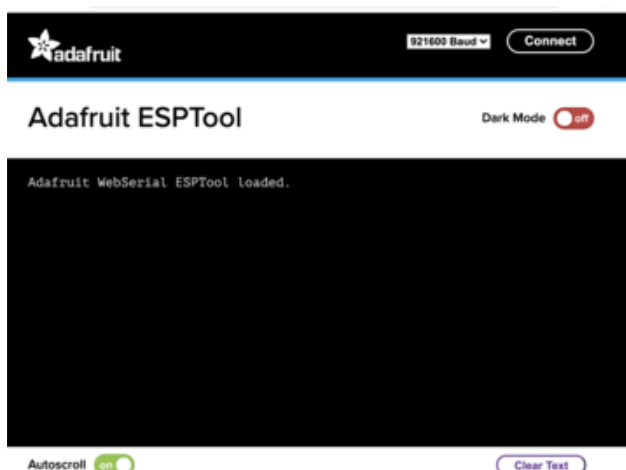 adafruit
921600 Baud
Connect
Adafruit ESPTool
Dark Mode
off
Adafruit WebSerial ESPTool loaded.
Autoscroll
on
Clear Text